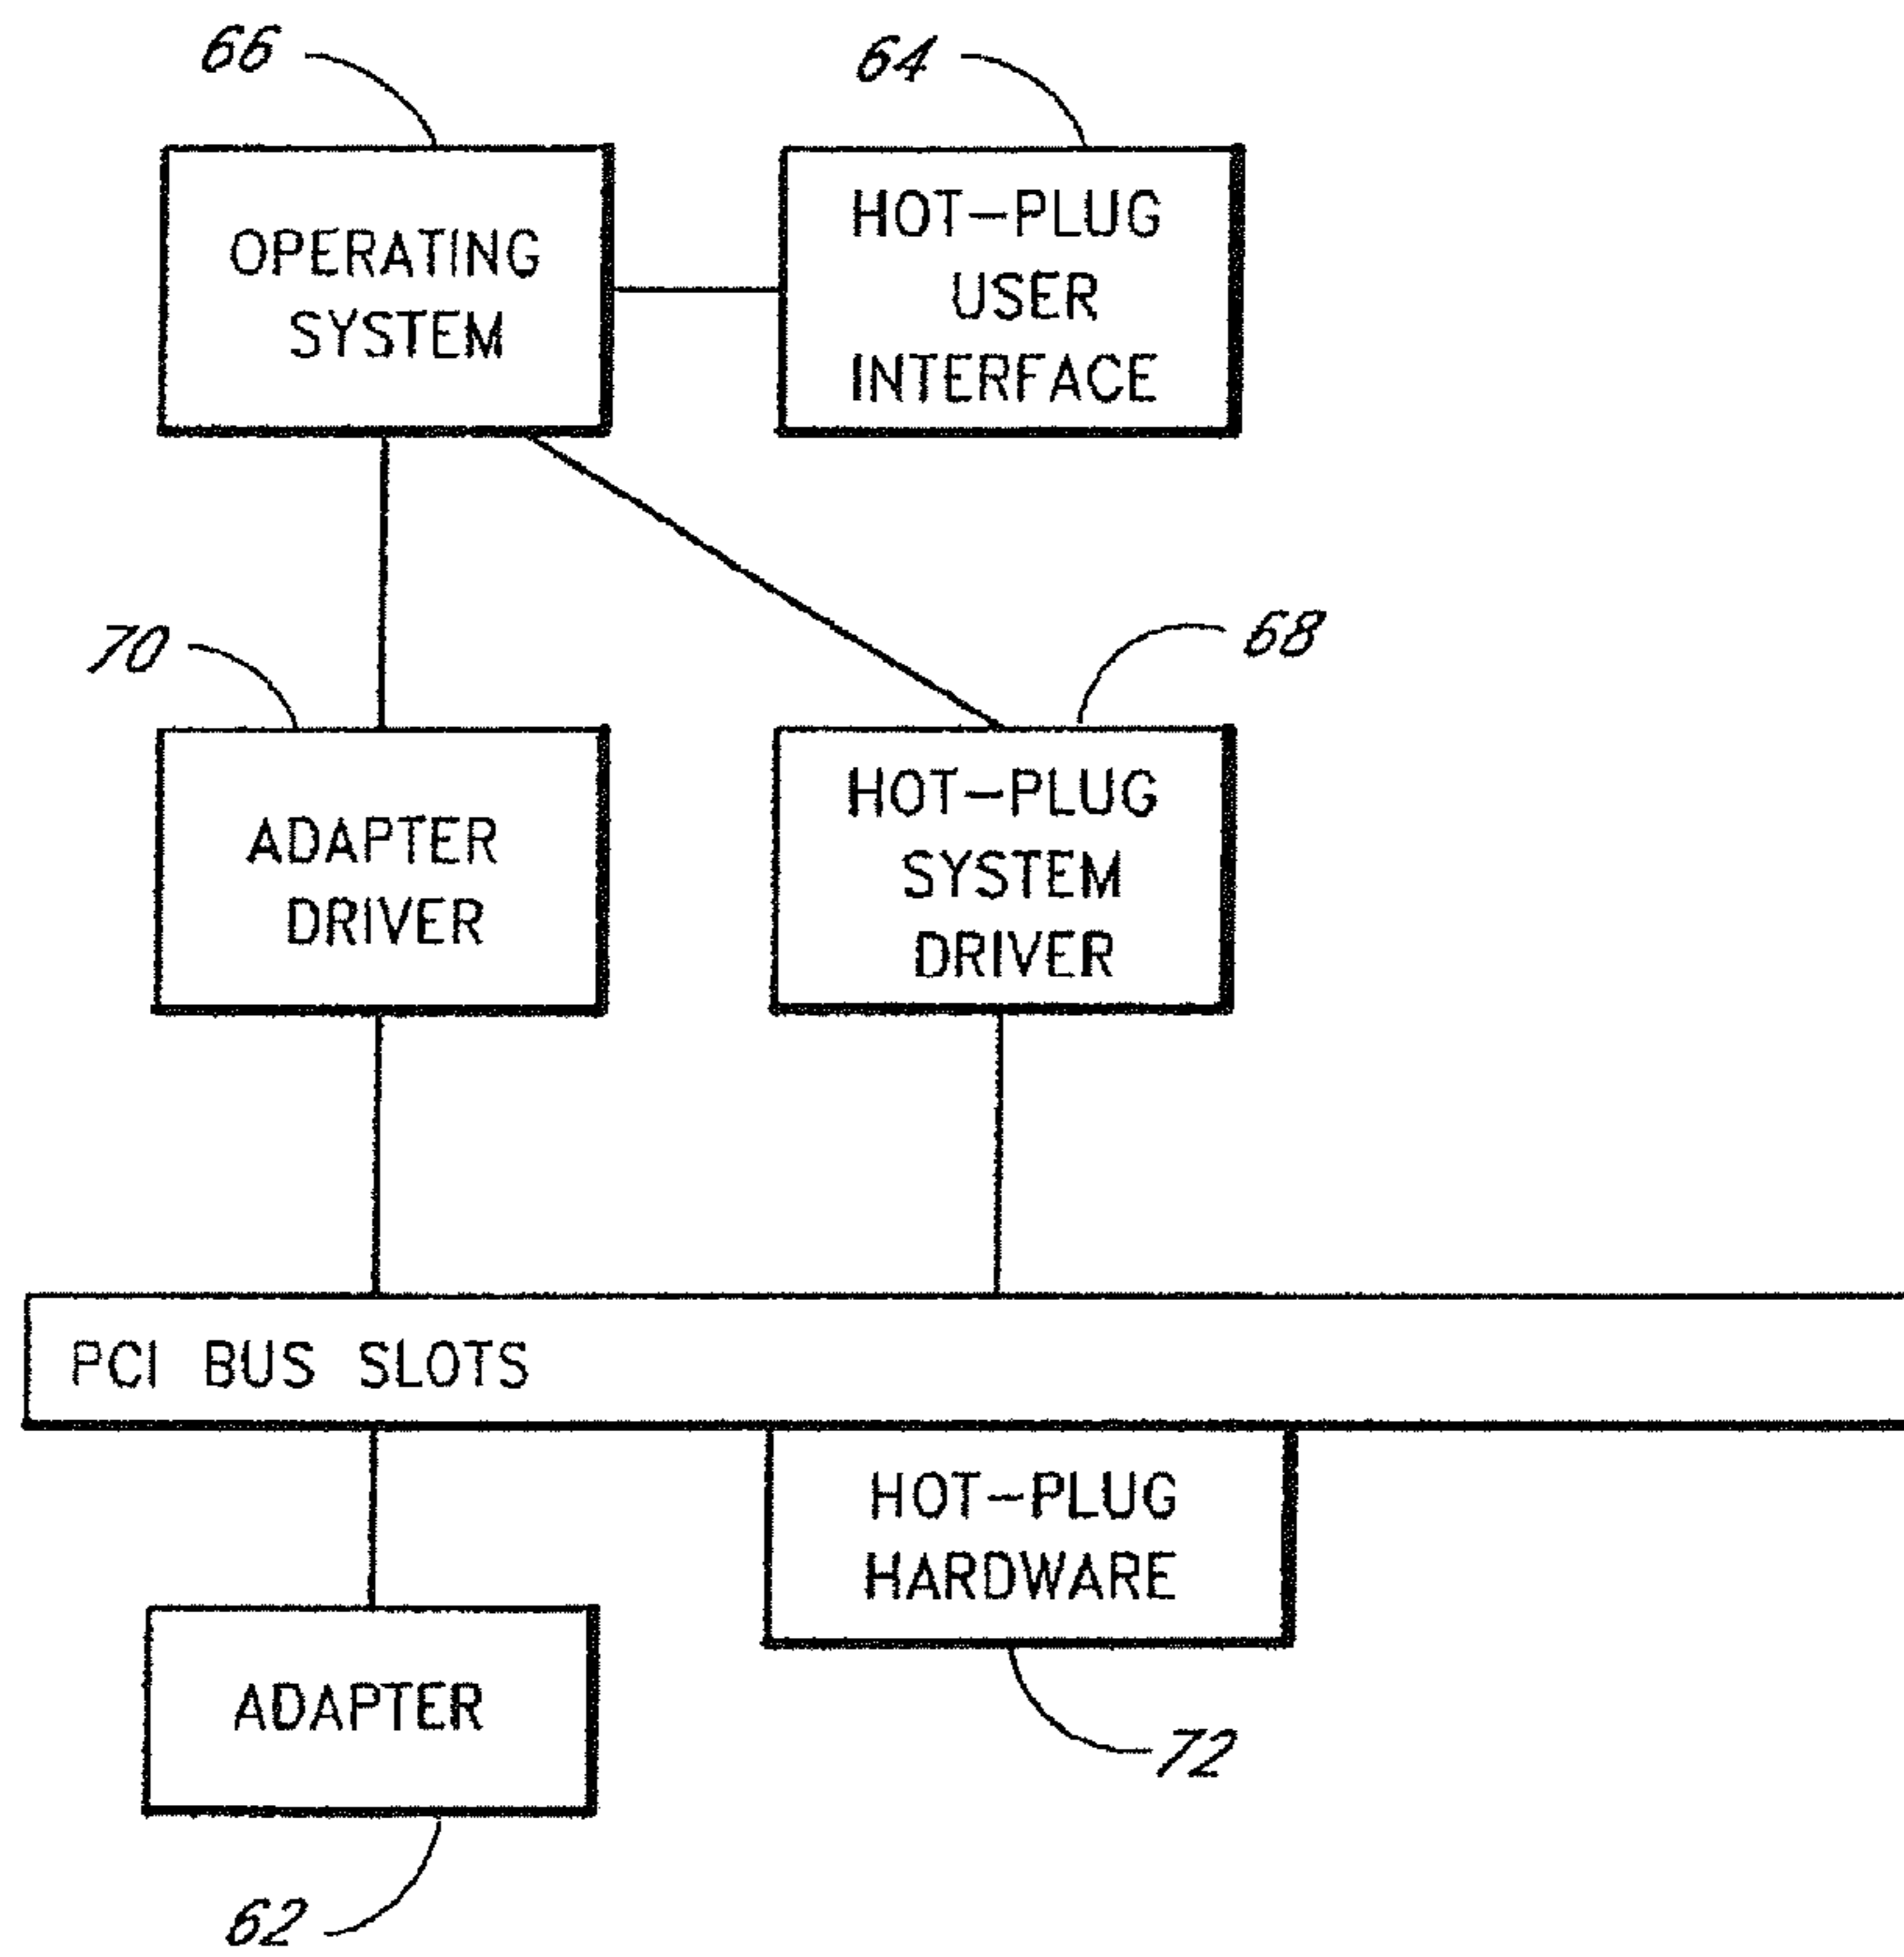 66
64
OPERATING
SYSTEM
HOT-PLUG
USER
INTERFACE
70
68
ADAPTER
DRIVER
HOT-PLUG
SYSTEM
DRIVER
PCI BUS SLOTS
HOT-PLUG
HARDWARE
ADAPTER
72
62